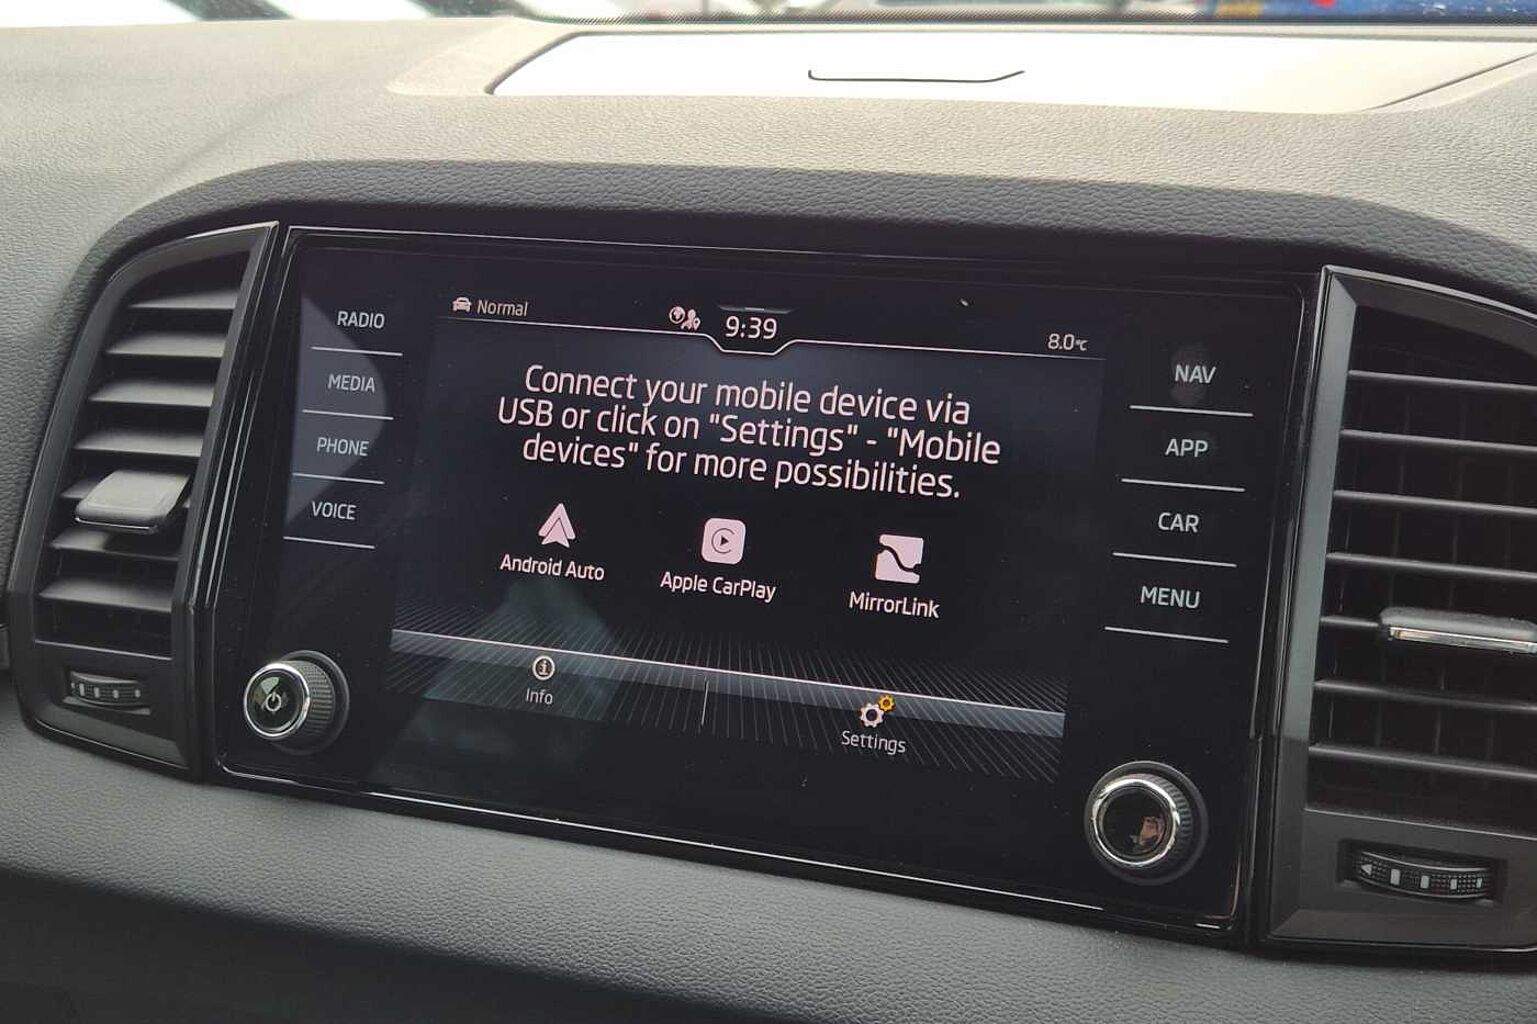 Normal
9:39
8.0°C
RADIO
MEDIA
PHONE
VOICE
Connect your mobile device via
USB or click on "Settings" - "Mobile
devices" for more possibilities.
Android Auto
Apple CarPlay
MirrorLink
Info
Settings
NAV
APP
CAR
MENU